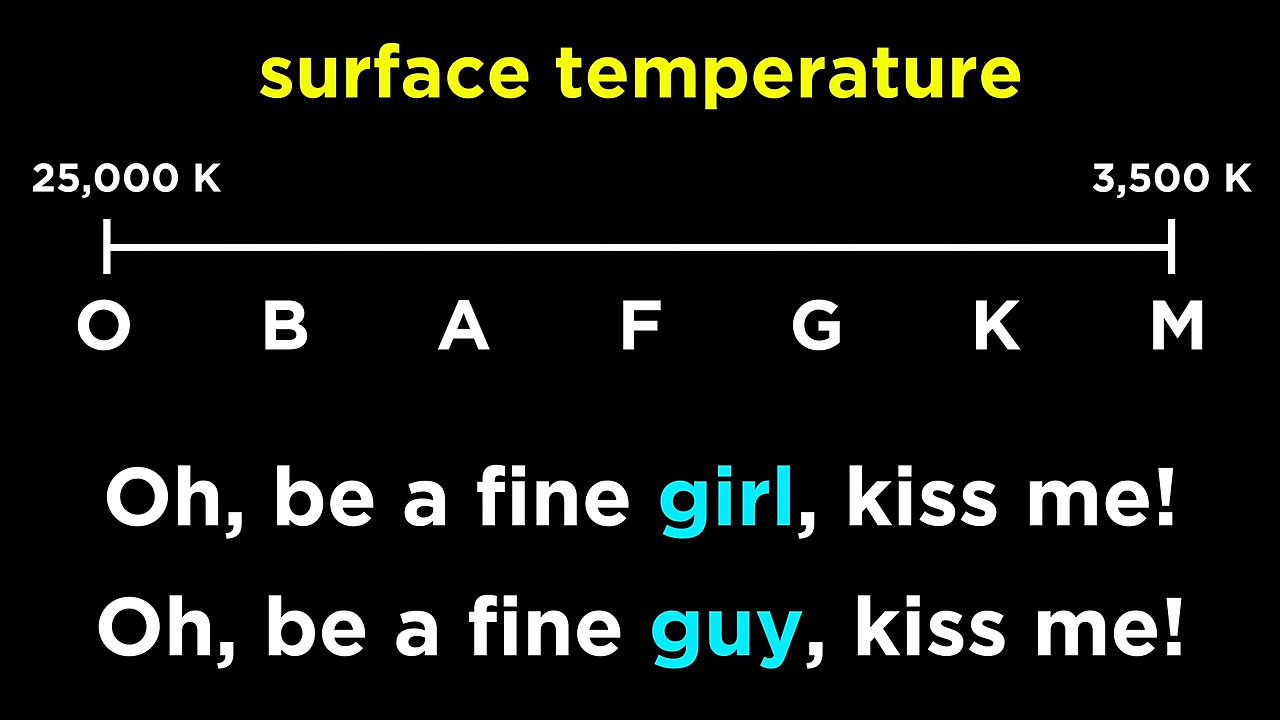 surface temperature
25,000 K 3,500 K
O B A F G K M
Oh, be a fine girl, kiss me!
Oh, be a fine guy, kiss me!